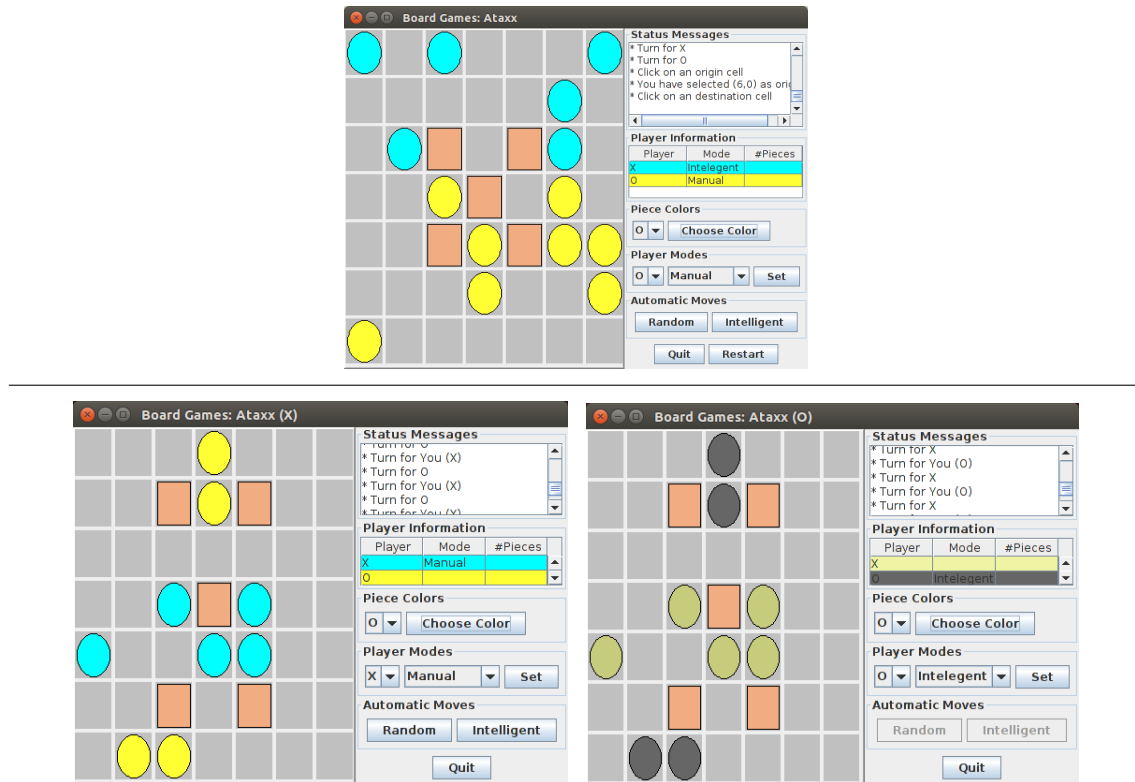 Board Games: Ataxx
Status Messages
* Turn for X
* Turn for O
* Click on an origin cell
* You have selected (6,0) as orig
* Click on an destination cell
Player Information
Player Mode #Pieces
X Intelegent
O Manual
Piece Colors
O Choose Color
Player Modes
O Manual Set
Automatic Moves
Random Intelligent
Quit Restart
Board Games: Ataxx (X)
Status Messages
* Turn for O
* Turn for You (X)
* Turn for O
* Turn for You (X)
* Turn for O
* Turn for You (X)
Player Information
Player Mode #Pieces
X Manual
O
Piece Colors
O Choose Color
Player Modes
X Manual Set
Automatic Moves
Random Intelligent
Quit
Board Games: Ataxx (O)
Status Messages
* Turn for X
* Turn for You (O)
* Turn for X
* Turn for You (O)
* Turn for X
Player Information
Player Mode #Pieces
X
O Intelegent
Piece Colors
O Choose Color
Player Modes
O Intelegent Set
Automatic Moves
Random Intelligent
Quit